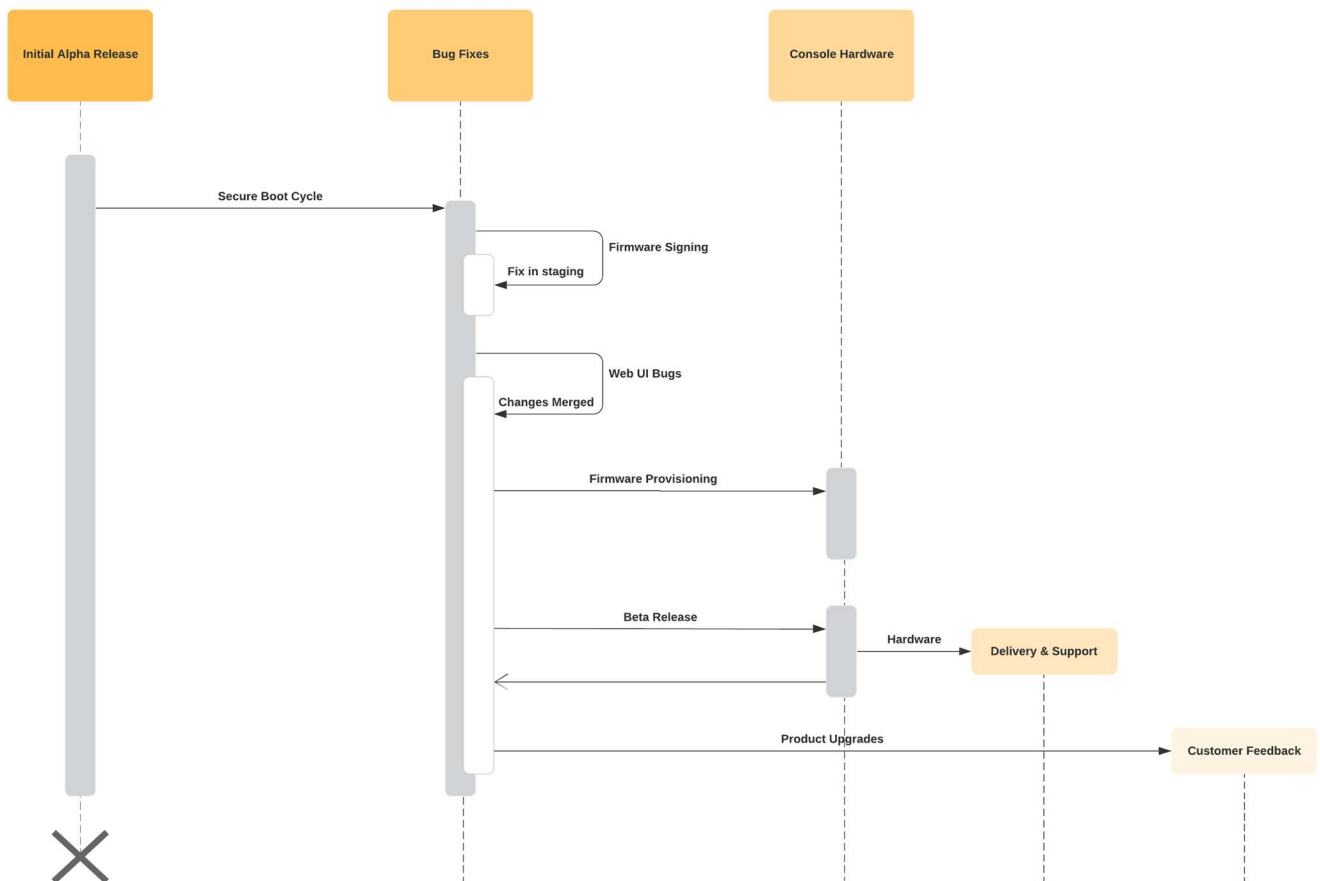 Initial Alpha Release
Bug Fixes
Console Hardware
Secure Boot Cycle
Firmware Signing
Fix in staging
Web UI Bugs
Changes Merged
Firmware Provisioning
Beta Release
Hardware
Delivery & Support
Product Upgrades
Customer Feedback